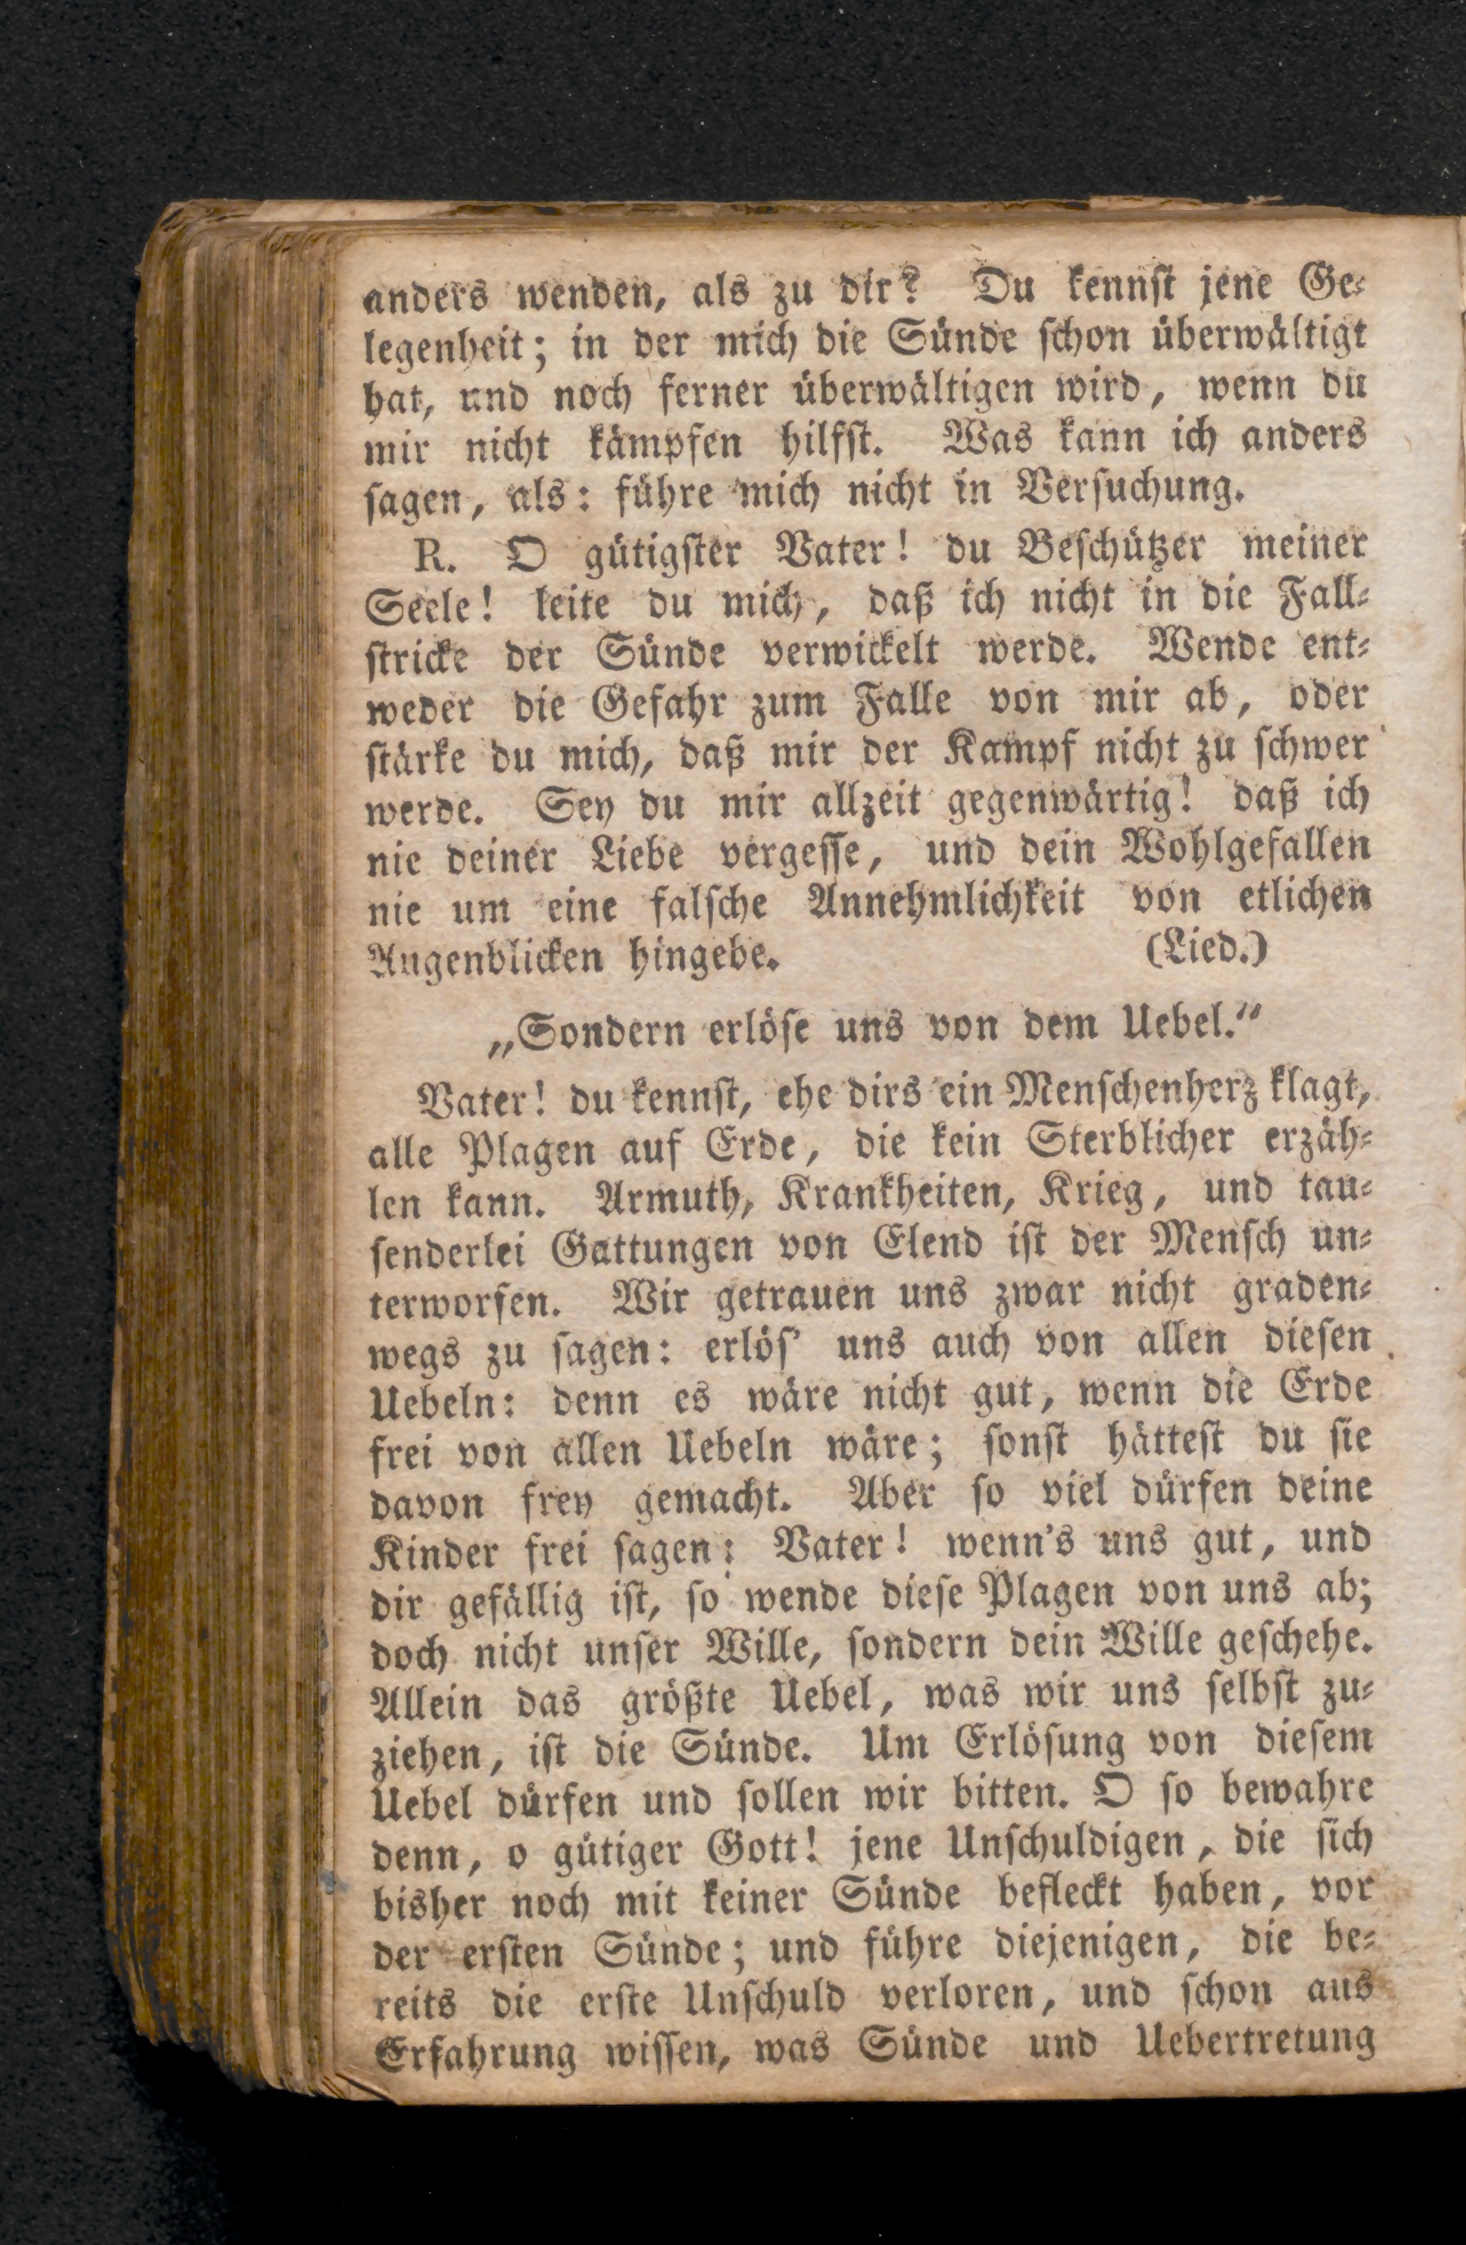 anders wenden, als zu dir? Du kennſt jene Ge⸗
legenheit; in der mich die Sünde ſchon überwältigt
hat, und noch ferner überwältigen wird, wenn du
mir nicht kämpfen hilfſt. Was kann ich anders
ſagen, als: führe mich nicht in Verſuchung.
R. O gütigſter Vater! du Beſchützer meiner
Seele! leite du mich, daß ich nicht in die Fall⸗
ſtricke der Sünde verwickelt werde. Wende ent⸗
weder die Gefahr zum Falle von mir ab, oder
ſtärke du mich, daß mir der Kampf nicht zu ſchwer
werde. Sey du mir allzeit gegenwärtig! daß ich
nie deiner Liebe vergeſſe, und dein Wohlgefallen
nie um eine falſche Annehmlichkeit von etlichen
Augenblicken hingebe. (Lied.)
„Sondern erlöſe uns von dem Uebel.“
Vater! du kennſt, ehe dirs ein Menſchenherz klagt,
alle Plagen auf Erde, die kein Sterblicher erzäh⸗
len kann. Armuth, Krankheiten, Krieg, und tau⸗
ſenderlei Gattungen von Elend iſt der Menſch un⸗
terworfen. Wir getrauen uns zwar nicht graden⸗
wegs zu ſagen: erlöſ’ uns auch von allen dieſen
Uebeln: denn es wäre nicht gut, wenn die Erde
frei von allen Uebeln wäre; ſonſt hätteſt du ſie
davon frey gemacht. Aber ſo viel dürfen deine
Kinder frei ſagen: Vater! wenn’s uns gut, und
dir gefällig iſt, ſo wende dieſe Plagen von uns ab;
doch nicht unſer Wille, ſondern dein Wille geſchehe.
Allein das größte Uebel, was wir uns ſelbſt zu⸗
ziehen, iſt die Sünde. Um Erlöſung von dieſem
Uebel dürfen und ſollen wir bitten. O ſo bewahre
denn, o gütiger Gott! jene Unſchuldigen, die ſich
bisher noch mit keiner Sünde befleckt haben, vor
der erſten Sünde; und führe diejenigen, die be⸗
reits die erſte Unſchuld verloren, und ſchon aus
Erfahrung wiſſen, was Sünde und Uebertretung